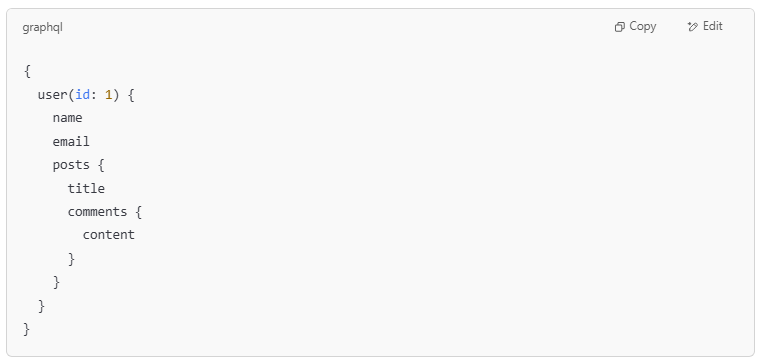 graphql
Copy
Edit
{
  user(id: 1) {
    name
    email
    posts {
      title
      comments {
        content
      }
    }
  }
}